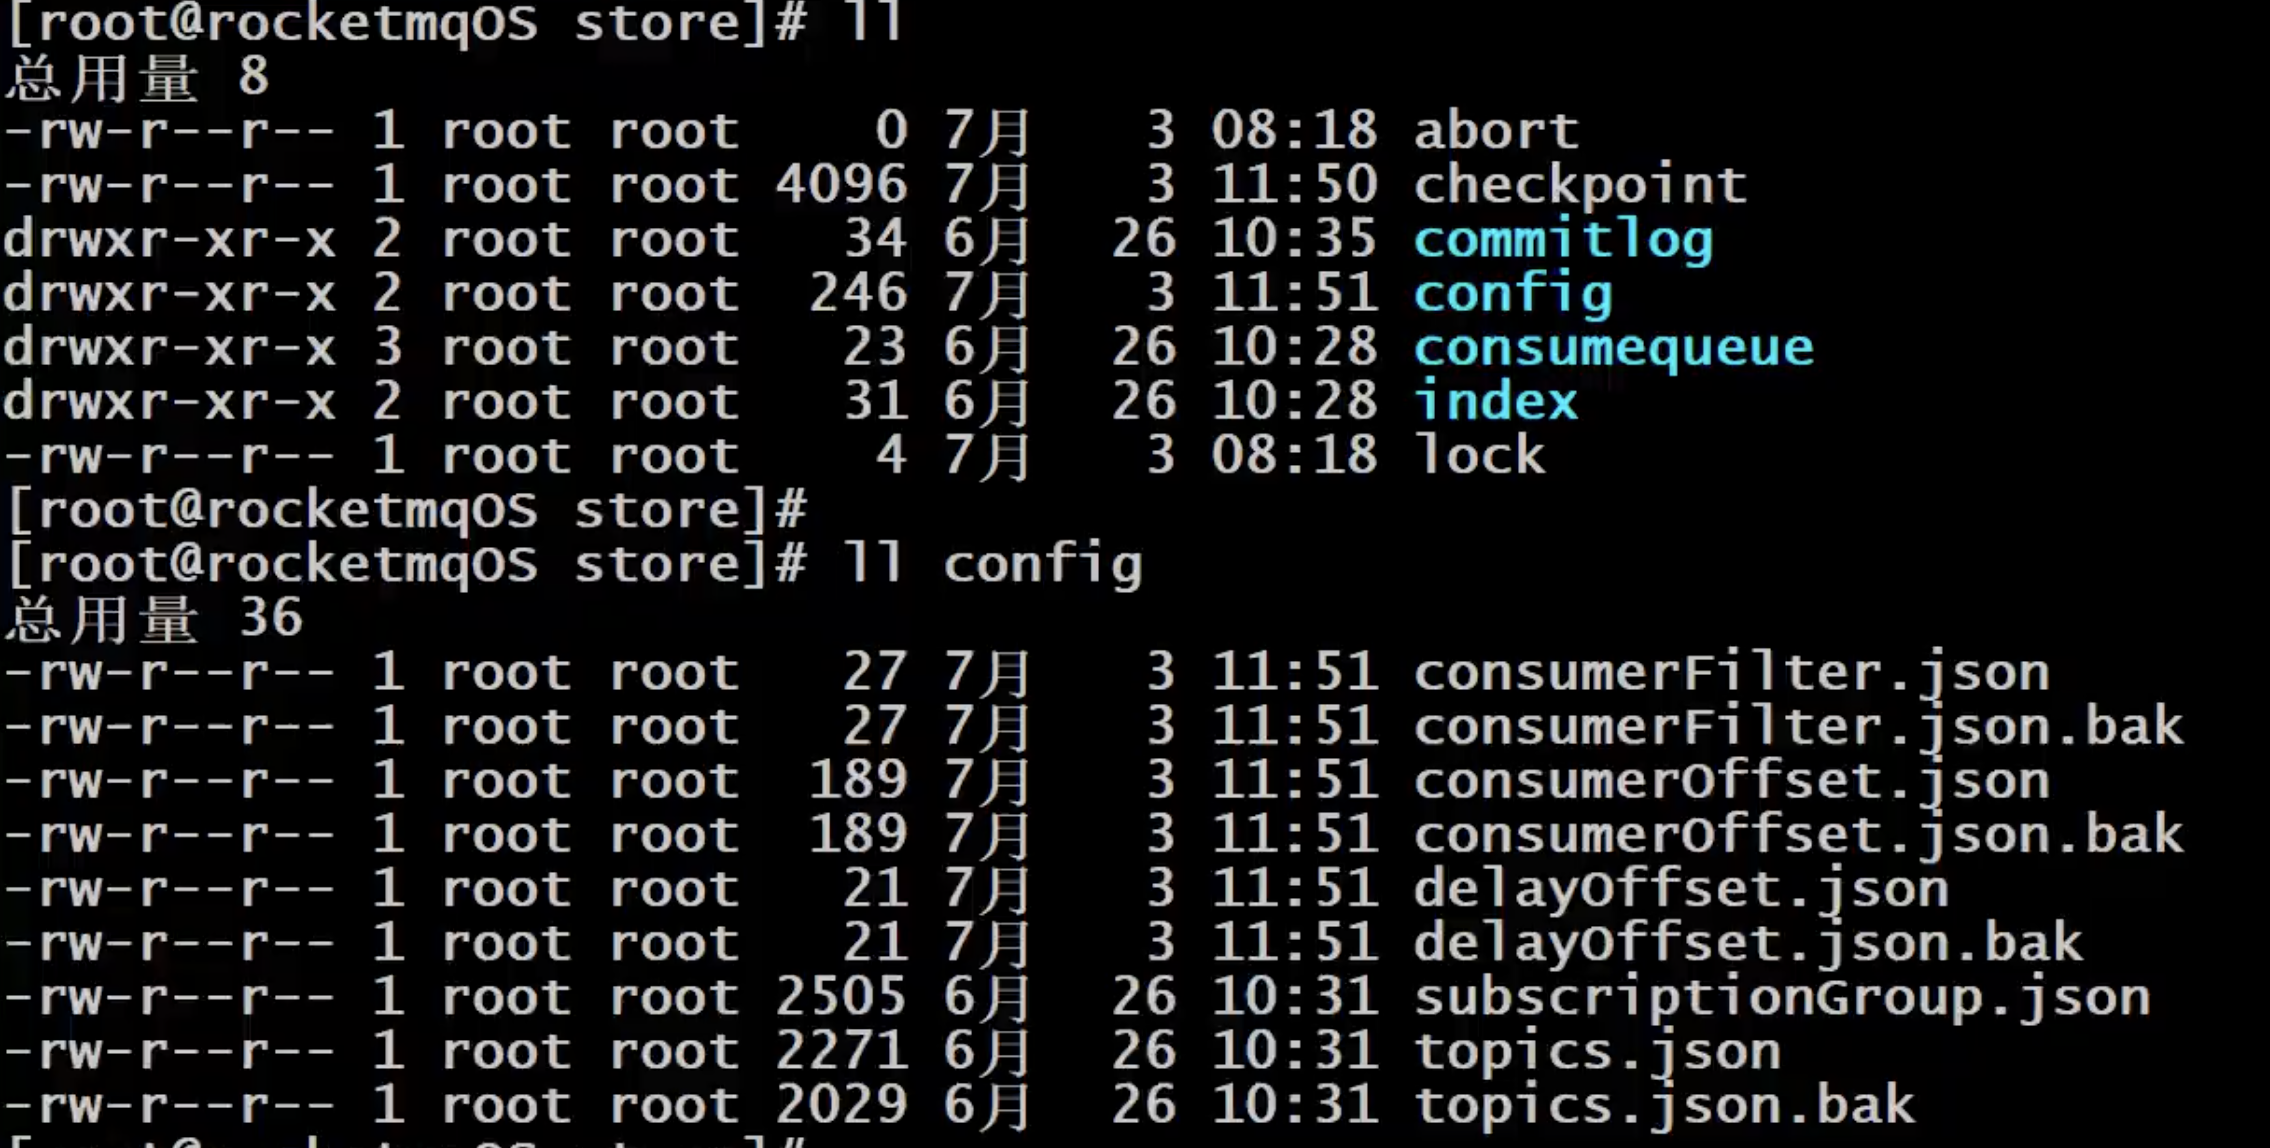 [root@rocketmqOS store]# ll
总用量 8
-rw-r--r-- 1 root root    0 7月   3 08:18 abort
-rw-r--r-- 1 root root 4096 7月   3 11:50 checkpoint
drwxr-xr-x 2 root root   34 6月  26 10:35 commitlog
drwxr-xr-x 2 root root  246 7月   3 11:51 config
drwxr-xr-x 3 root root   23 6月  26 10:28 consumequeue
drwxr-xr-x 2 root root   31 6月  26 10:28 index
-rw-r--r-- 1 root root    4 7月   3 08:18 lock
[root@rocketmqOS store]#
[root@rocketmqOS store]# ll config
总用量 36
-rw-r--r-- 1 root root   27 7月   3 11:51 consumerFilter.json
-rw-r--r-- 1 root root   27 7月   3 11:51 consumerFilter.json.bak
-rw-r--r-- 1 root root  189 7月   3 11:51 consumerOffset.json
-rw-r--r-- 1 root root  189 7月   3 11:51 consumerOffset.json.bak
-rw-r--r-- 1 root root   21 7月   3 11:51 delayOffset.json
-rw-r--r-- 1 root root   21 7月   3 11:51 delayOffset.json.bak
-rw-r--r-- 1 root root 2505 6月  26 10:31 subscriptionGroup.json
-rw-r--r-- 1 root root 2271 6月  26 10:31 topics.json
-rw-r--r-- 1 root root 2029 6月  26 10:31 topics.json.bak